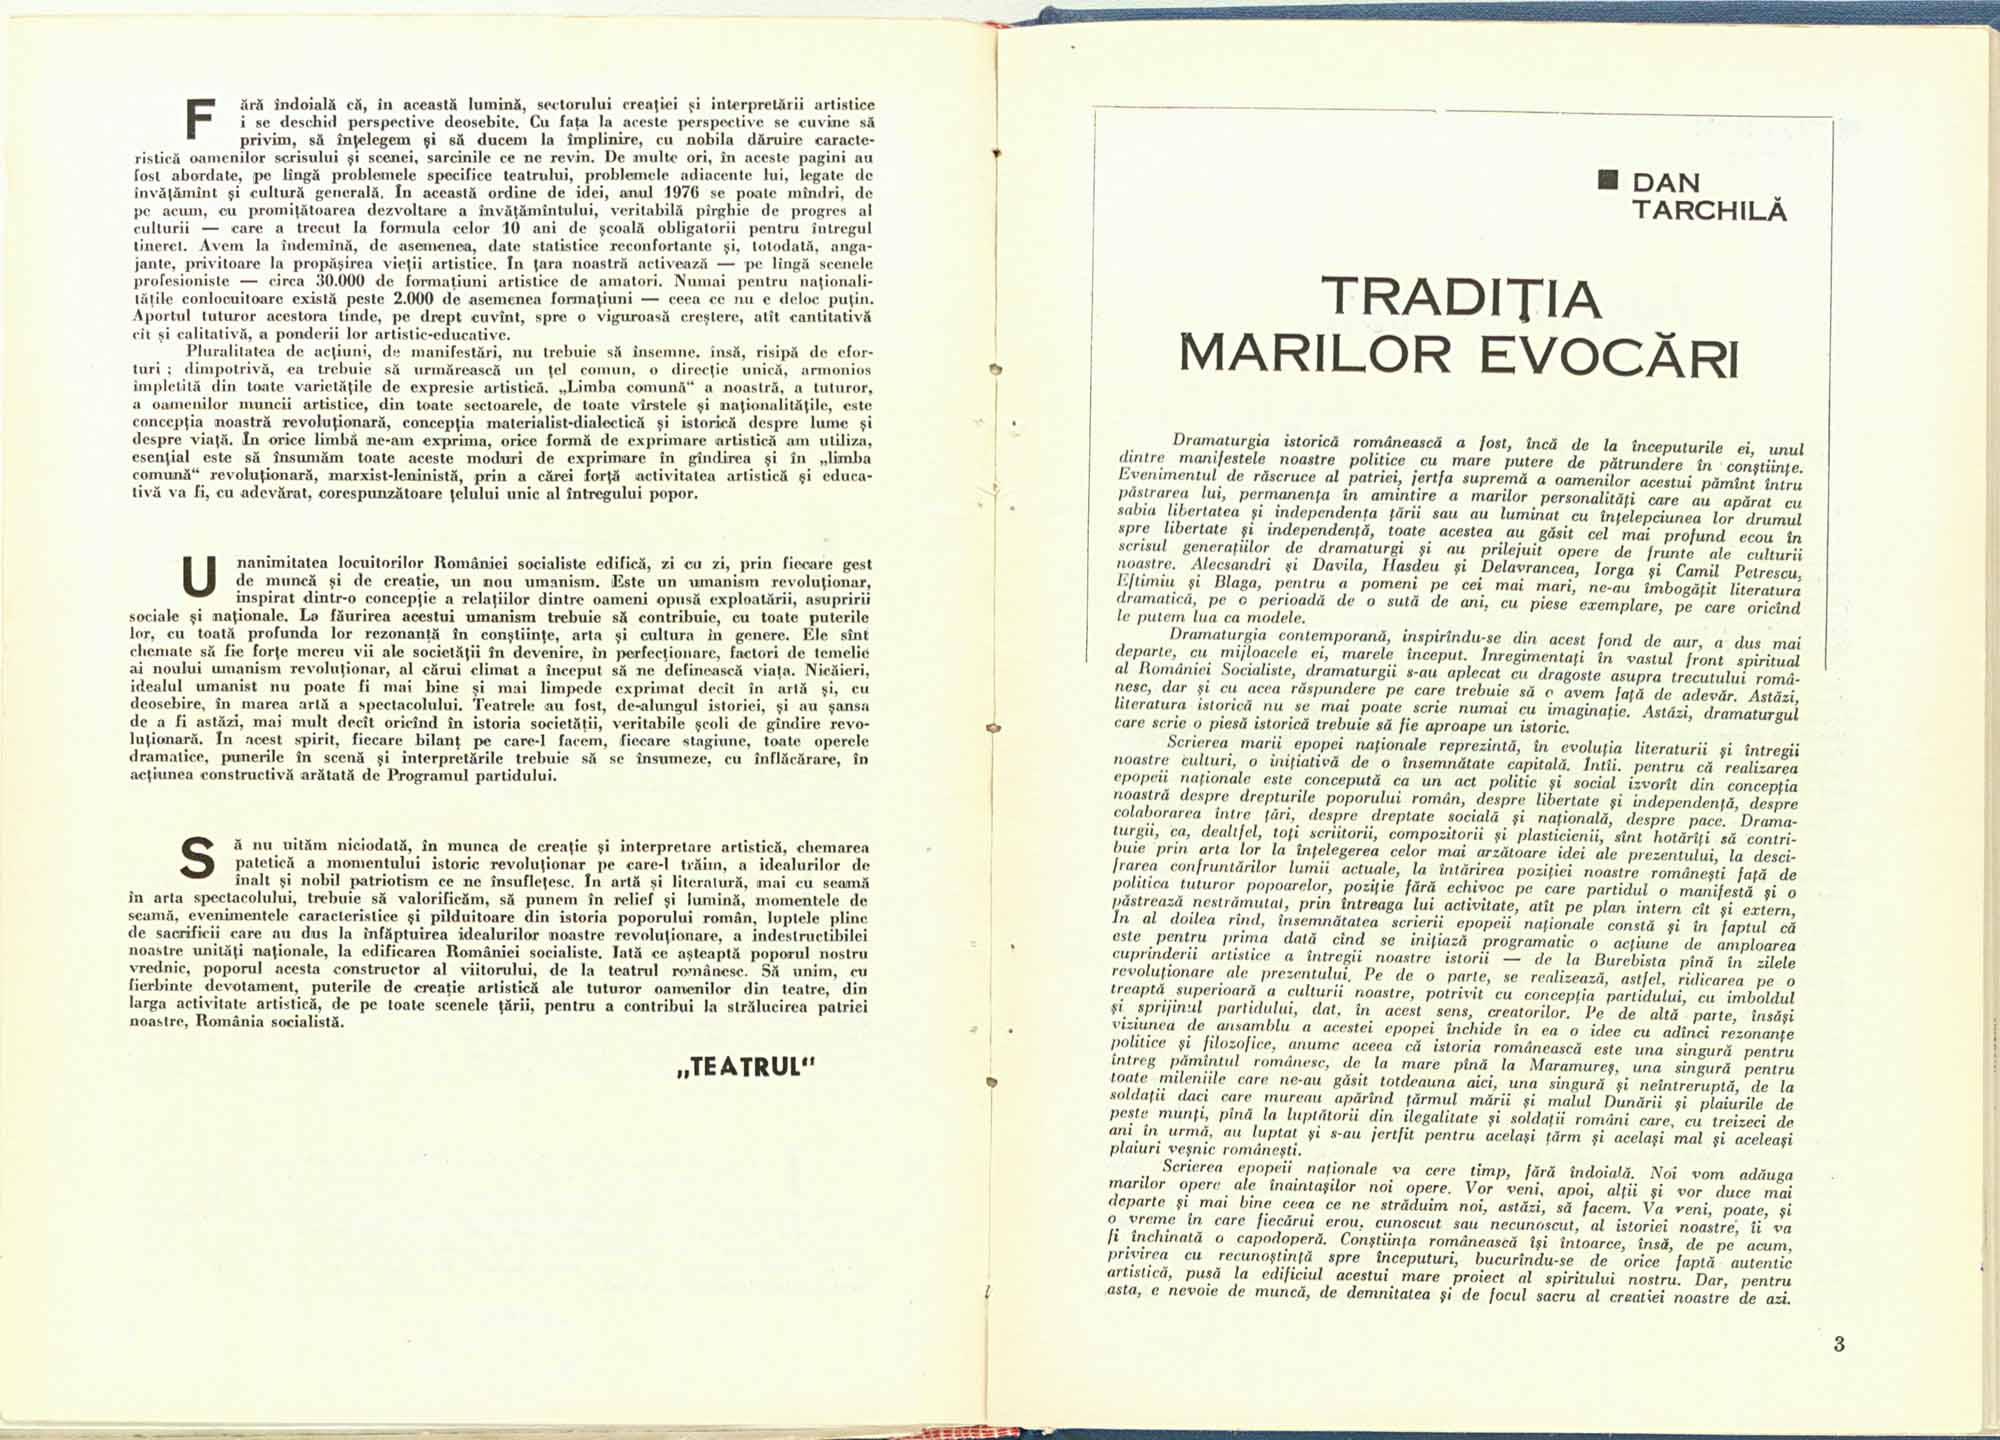 Fără îndoială că, în această lumină, sectorului creației și interpretării artistice
i se deschid perspective deosebite. Cu fața la aceste perspective se cuvine să
privim, să înțelegem și să ducem la împlinire, cu nobila dăruire caracte-
ristică oamenilor scrisului și scenei, sarcinile ce ne revin. De multe ori, în aceste pagini au
fost abordate, pe lîngă problemele specifice teatrului, problemele adiacente lui, legate de
învățămînt și cultură generală. În această ordine de idei, anul 1976 se poate mîndri, de
pe acum, cu promițătoarea dezvoltare a învățămîntului, veritabilă pîrghie de progres al
culturii — care a trecut la formula celor 10 ani de școală obligatorii pentru întregul
tineret. Avem la îndemînă, de asemenea, date statistice reconfortante și, totodată, anga-
jante, privitoare la propășirea vieții artistice. În țara noastră activează — pe lîngă scenele
profesioniste — circa 30.000 de formațiuni artistice de amatori. Numai pentru naționali-
tățile conlocuitoare există peste 2.000 de asemenea formațiuni — ceea ce nu e deloc puțin.
Aportul tuturor acestora tinde, pe drept cuvînt, spre o viguroasă creștere, atît cantitativă
cît și calitativă, a ponderii lor artistic-educative.
Pluralitatea de acțiuni, de manifestări, nu trebuie să însemne, însă, risipă de efor-
turi ; dimpotrivă, ea trebuie să urmărească un țel comun, o direcție unică, armonios
împletită din toate varietățile de expresie artistică. „Limba comună“ a noastră, a tuturor,
a oamenilor muncii artistice, din toate sectoarele, de toate vîrstele și naționalitățile, este
concepția noastră revoluționară, concepția materialist-dialectică și istorică despre lume și
despre viață. În orice limbă ne-am exprima, orice formă de exprimare artistică am utiliza,
esențial este să însumăm toate aceste moduri de exprimare în gîndirea și în „limba
comună“ revoluționară, marxist-leninistă, prin a cărei forță activitatea artistică și educa-
tivă va fi, cu adevărat, corespunzătoare țelului unic al întregului popor.
Unanimitatea locuitorilor României socialiste edifică, zi cu zi, prin fiecare gest
de muncă și de creație, un nou umanism. Este un umanism revoluționar,
inspirat dintr-o concepție a relațiilor dintre oameni opusă exploatării, asupririi
sociale și naționale. La făurirea acestui umanism trebuie să contribuie, cu toate puterile
lor, cu toată profunda lor rezonanță în conștiințe, arta și cultura în genere. Ele sînt
chemate să fie forțe mereu vii ale societății în devenire, în perfecționare, factori de temelie
ai noului umanism revoluționar, al cărui climat a început să ne definească viața. Nicăieri,
idealul umanist nu poate fi mai bine și mai limpede exprimat decît în artă și, cu
deosebire, în marea artă a spectacolului. Teatrele au fost, de-alungul istoriei, și au șansa
de a fi astăzi, mai mult decît oricînd în istoria societății, veritabile școli de gîndire revo-
luționară. În acest spirit, fiecare bilanț pe care-l facem, fiecare stagiune, toate operele
dramatice, punerile în scenă și interpretările trebuie să se însumeze, cu înflăcărare, în
acțiunea constructivă arătată de Programul partidului.
Să nu uităm niciodată, în munca de creație și interpretare artistică, chemarea
patetică a momentului istoric revoluționar pe care-l trăim, a idealurilor de
înalt și nobil patriotism ce ne însuflețesc. În artă și literatură, mai cu seamă
în arta spectacolului, trebuie să valorificăm, să punem în relief și lumină, momentele de
seamă, evenimentele caracteristice și pilduitoare din istoria poporului român, luptele pline
de sacrificii care au dus la înfăptuirea idealurilor noastre revoluționare, a indestructibilei
noastre unități naționale, la edificarea României socialiste. Iată ce așteaptă poporul nostru
vrednic, poporul acesta constructor al viitorului, de la teatrul românesc. Să unim, cu
fierbinte devotament, puterile de creație artistică ale tuturor oamenilor din teatre, din
larga activitate artistică, de pe toate scenele țării, pentru a contribui la strălucirea patriei
noastre, România socialistă.
„TEATRUL“
■ DAN
TARCHILĂ
TRADIȚIA
MARILOR EVOCĂRI
Dramaturgia istorică românească a fost, încă de la începuturile ei, unul
dintre manifestele noastre politice cu mare putere de pătrundere în conștiințe.
Evenimentul de răscruce al patriei, jertfa supremă a oamenilor acestui pămînt întru
păstrarea lui, permanența în amintire a marilor personalități care au apărat cu
sabia libertatea și independența țării sau au luminat cu înțelepciunea lor drumul
spre libertate și independență, toate acestea au găsit cel mai profund ecou în
scrisul generațiilor de dramaturgi și au prilejuit opere de frunte ale culturii
noastre. Alecsandri și Davila, Hasdeu și Delavrancea, Iorga și Camil Petrescu,
Eftimiu și Blaga, pentru a pomeni pe cei mai mari, ne-au îmbogățit literatura
dramatică, pe o perioadă de o sută de ani, cu piese exemplare, pe care oricînd
le putem lua ca modele.
Dramaturgia contemporană, inspirîndu-se din acest fond de aur, a dus mai
departe, cu mijloacele ei, marele început. Inregimentați în vastul front spiritual
al României Socialiste, dramaturgii s-au aplecat cu dragoste asupra trecutului româ-
nesc, dar și cu acea răspundere pe care trebuie să o avem față de adevăr. Astăzi,
literatura istorică nu se mai poate scrie numai cu imaginație. Astăzi, dramaturgul
care scrie o piesă istorică trebuie să fie aproape un istoric.
Scrierea marii epopei naționale reprezintă, în evoluția literaturii și întregii
noastre culturi, o inițiativă de o însemnătate capitală. Întîi, pentru că realizarea
epopeii naționale este concepută ca un act politic și social izvorît din concepția
noastră despre drepturile poporului român, despre libertate și independență, despre
colaborarea între țări, despre dreptate socială și națională, despre pace. Drama-
turgii, ca, dealtfel, toți scriitorii, compozitorii și plasticienii, sînt hotărîți să contri-
buie prin arta lor la înțelegerea celor mai arzătoare idei ale prezentului, la desci-
frarea confruntărilor lumii actuale, la întărirea poziției noastre românești față de
politica tuturor popoarelor, poziție fără echivoc pe care partidul o manifestă și o
păstrează nestrămutat, prin întreaga lui activitate, atît pe plan intern cît și extern,
În al doilea rînd, însemnătatea scrierii epopeii naționale constă și în faptul că
este pentru prima dată cînd se inițiază programatic o acțiune de amploarea
cuprinderii artistice a întregii noastre istorii — de la Burebista pînă în zilele
revoluționare ale prezentului. Pe de o parte, se realizează, astfel, ridicarea pe o
treaptă superioară a culturii noastre, potrivit cu concepția partidului, cu imboldul
și sprijinul partidului, dat, în acest sens, creatorilor. Pe de altă parte, însăși
viziunea de ansamblu a acestei epopei închide în ea o idee cu adînci rezonanțe
politice și filozofice, anume aceea că istoria românească este una singură pentru
întreg pămîntul românesc, de la mare pînă la Maramureș, una singură pentru
toate mileniile care ne-au găsit totdeauna aici, una singură și neîntreruptă, de la
soldații daci care mureau apărînd țărmul mării și malul Dunării și plaiurile de
peste munți, pînă la luptătorii din ilegalitate și soldații români care, cu treizeci de
ani în urmă, au luptat și s-au jertfit pentru același țărm și același mal și aceleași
plaiuri veșnic românești.
Scrierea epopeii naționale va cere timp, fără îndoială. Noi vom adăuga
marilor opere ale înaintașilor noi opere. Vor veni, apoi, alții și vor duce mai
departe și mai bine ceea ce ne străduim noi, astăzi, să facem. Va veni, poate, și
o vreme în care fiecărui erou, cunoscut sau necunoscut, al istoriei noastre, îi va
fi închinată o capodoperă. Conștiința românească își întoarce, însă, de pe acum,
privirea cu recunoștință spre începuturi, bucurîndu-se de orice faptă autentic
artistică, pusă la edificiul acestui mare proiect al spiritului nostru. Dar, pentru
asta, e nevoie de muncă, de demnitatea și de focul sacru al creației noastre de azi.
3